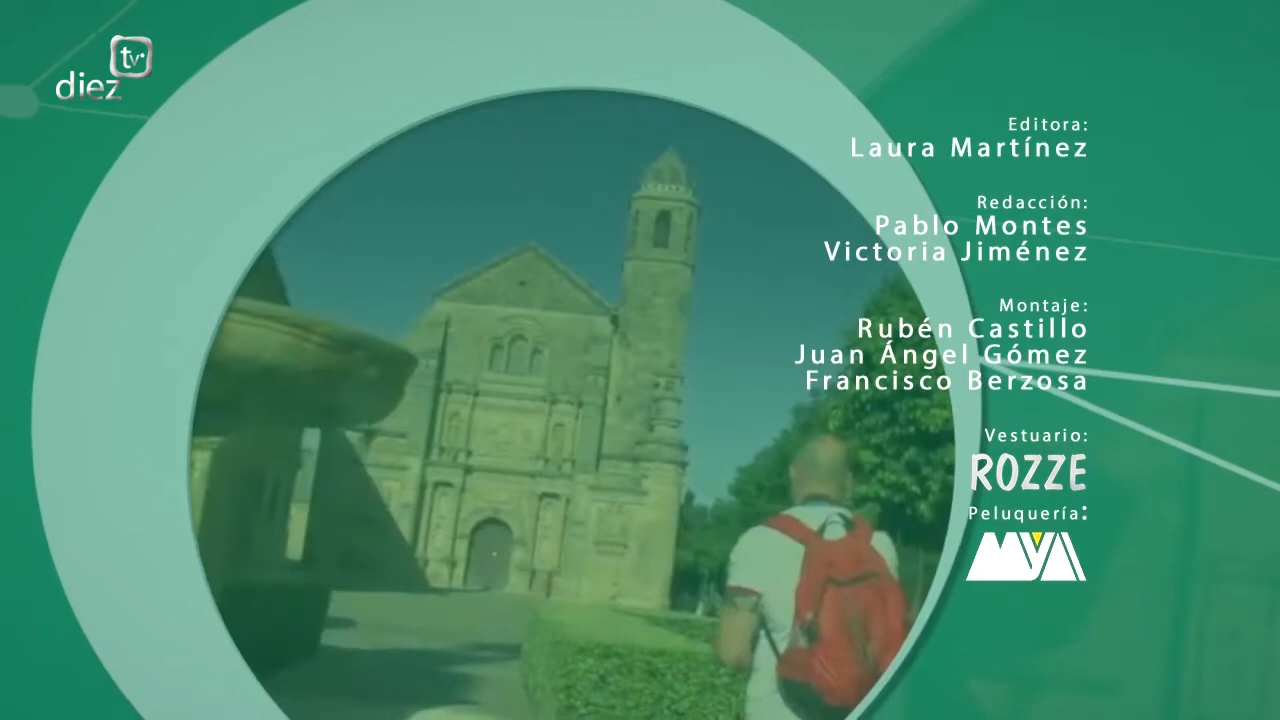 tv
diez
Editora:
Laura Martínez
Redacción:
Pablo Montes
Victoria Jiménez
Montaje:
Rubén Castillo
Juan Ángel Gómez
Francisco Berzosa
Vestuario:
ROZZE
Peluquería:
MYA